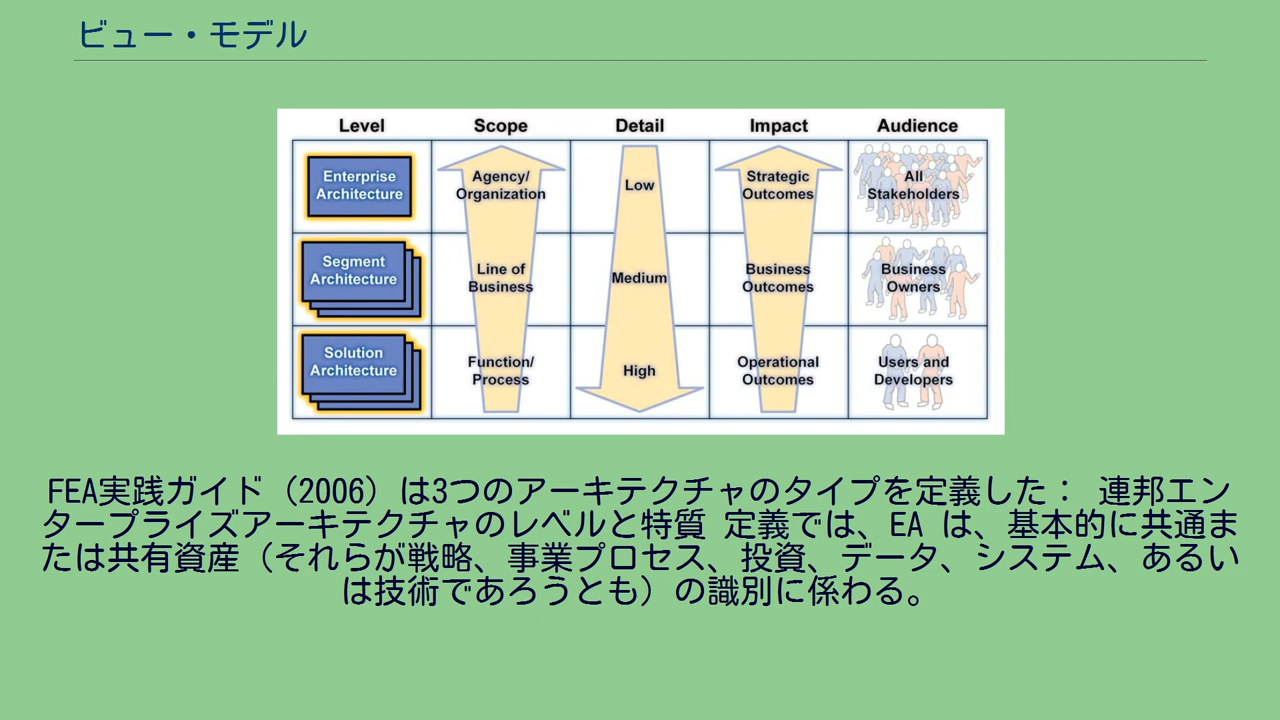 ビュー・モデル
Level Scope Detail Impact Audience
Enterprise
Architecture
Agency/
Organization
Low
Strategic
Outcomes
All
Stakeholders
Segment
Architecture
Line of
Business
Medium
Business
Outcomes
Business
Owners
Solution
Architecture
Function/
Process
High
Operational
Outcomes
Users and
Developers
FEA実践ガイド（2006）は3つのアーキテクチャのタイプを定義した： 連邦エン
タープライズアーキテクチャのレベルと特質 定義では、EA は、基本的に共通ま
たは共有資産（それらが戦略、事業プロセス、投資、データ、システム、あるい
は技術であろうとも）の識別に係わる。